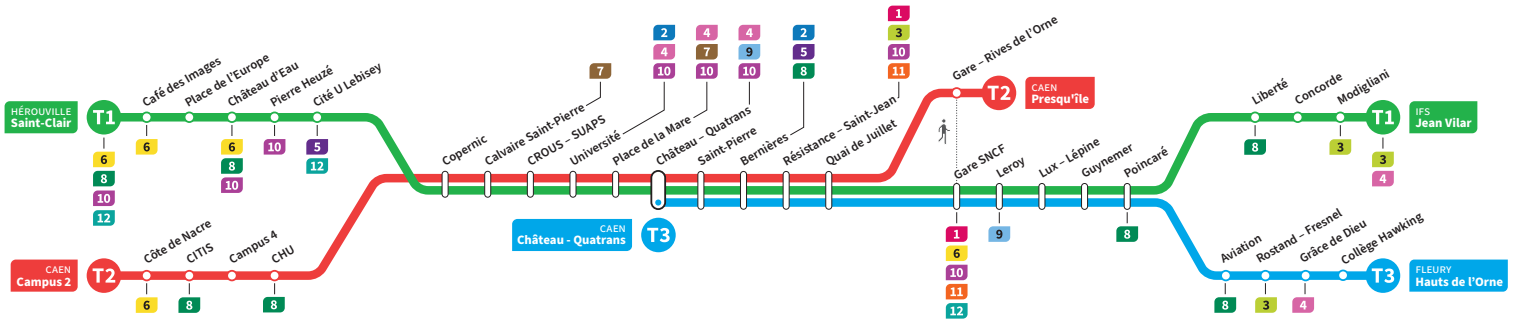 HÉROUVILLE
Saint-Clair
T1
6
8
10
12
Café des Images
6
Place de l'Europe
Château d'Eau
6
8
10
Pierre Heuzé
10
Cité U Lebisey
5
12
CAEN
Campus 2
T2
Côte de Nacre
6
CITIS
8
Campus 4
CHU
8
Copernic
Calvaire Saint-Pierre
7
CROUS – SUAPS
Université
2
4
10
Place de la Mare
4
7
10
Château – Quatrans
4
9
10
CAEN
Château - Quatrans
T3
Saint-Pierre
Bernières
2
5
8
Résistance – Saint-Jean
1
3
10
11
Quai de Juillet
Gare – Rives de l'Orne
T2
CAEN
Presqu'île
Gare SNCF
1
6
10
11
12
Leroy
9
Lux – Lépine
Guynemer
Poincaré
8
Liberté
8
Concorde
Modigliani
3
T1
3
4
IFS
Jean Vilar
Aviation
8
Rostand – Fresnel
3
Grâce de Dieu
4
Collège Hawking
T3
FLEURY
Hauts de l'Orne